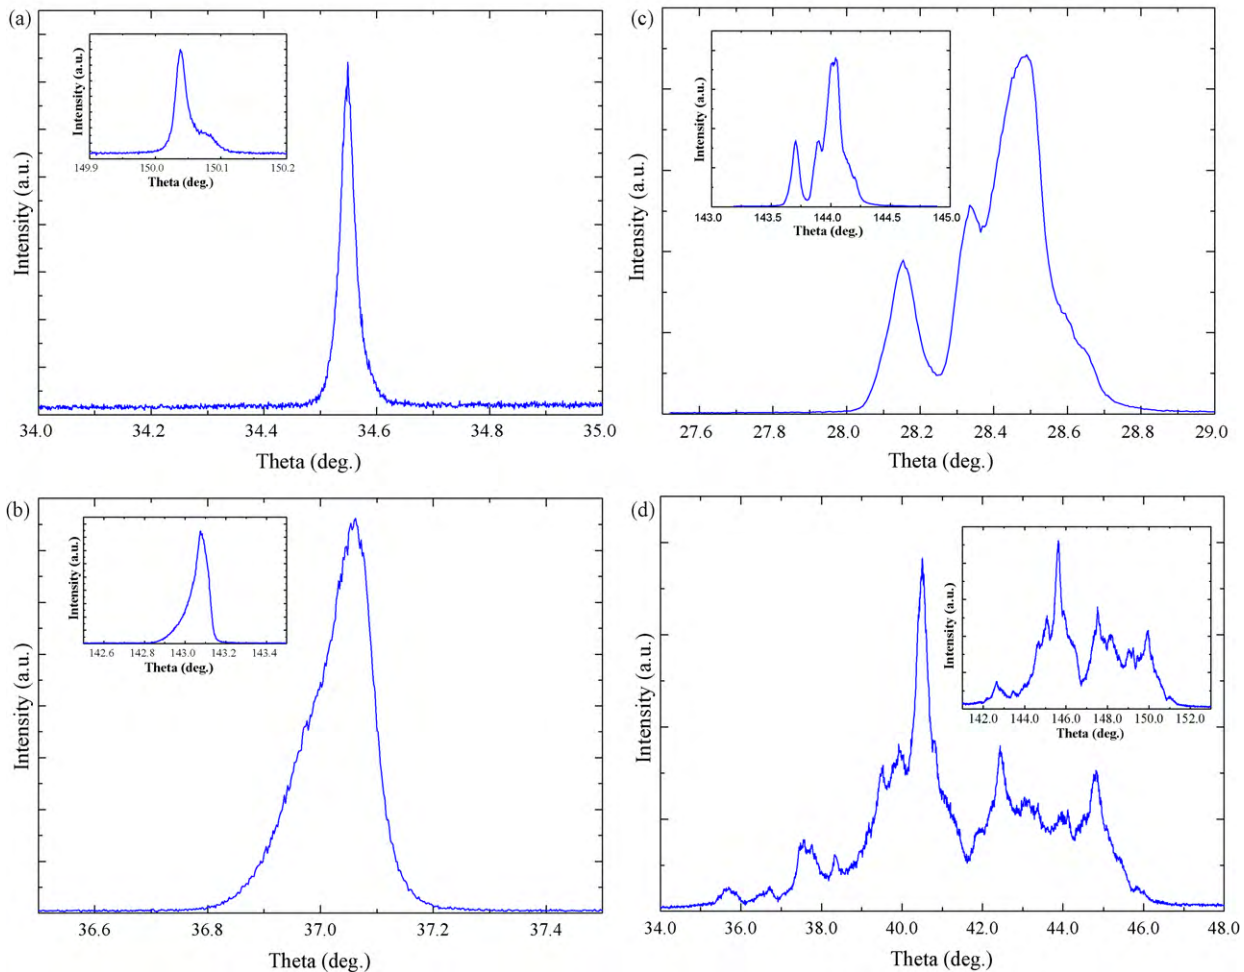 (a)
Intensity (a.u.)
Intensity (a.u.)
149.9 150.0 150.1 150.2
Theta (deg.)
34.0 34.2 34.4 34.6 34.8 35.0
Theta (deg.)
(c)
Intensity (a.u.)
Intensity (a.u.)
143.0 143.5 144.0 144.5 145.0
Theta (deg.)
27.6 27.8 28.0 28.2 28.4 28.6 28.8 29.0
Theta (deg.)
(b)
Intensity (a.u.)
Intensity (a.u.)
142.6 142.8 143.0 143.2 143.4
Theta (deg.)
36.6 36.8 37.0 37.2 37.4
Theta (deg.)
(d)
Intensity (a.u.)
Intensity (a.u.)
142.0 144.0 146.0 148.0 150.0 152.0
Theta (deg.)
34.0 36.0 38.0 40.0 42.0 44.0 46.0 48.0
Theta (deg.)